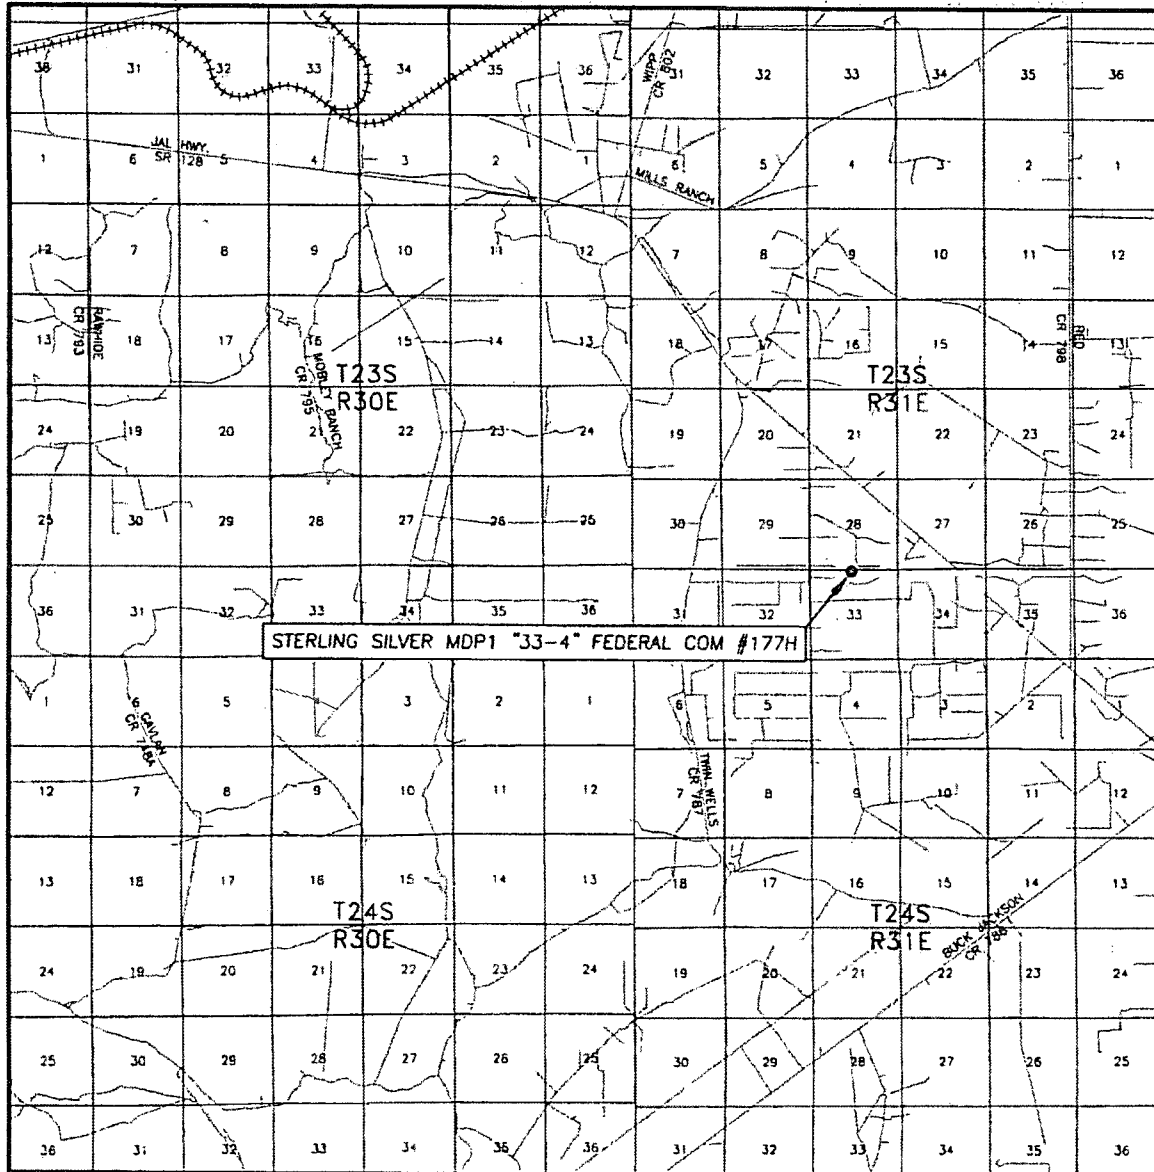 36 31 32 33 34 35 36 31 32 33 34 35 36
WIPP
CR 802
1 6 5 4 3 2 1 6 5 4 3 2 1
JAL HWY.
SR 128
MILLS RANCH
12 7 8 9 10 11 12 7 8 9 10 11 12
RAWHIDE
CR 793
RED
CR 798
13 18 17 16 15 14 13 18 17 16 15 14 13
MOBLEY RANCH
CR 795
T23S
R30E
T23S
R31E
24 19 20 21 22 23 24 19 20 21 22 23 24
25 30 29 28 27 26 25 30 29 28 27 26 25
36 31 32 33 34 35 36 31 32 33 34 35 36
STERLING SILVER MDP1 "33-4" FEDERAL COM #177H
1 6 5 4 3 2 1 6 5 4 3 2 1
CR 748A
TWIN WELLS
CR 787
12 7 8 9 10 11 12 7 8 9 10 11 12
13 18 17 16 15 14 13 18 17 16 15 14 13
T24S
R30E
T24S
R31E
BUCK JACKSON
24 19 20 21 22 23 24 19 20 21 22 23 24
25 30 29 28 27 26 25 30 29 28 27 26 25
36 31 32 33 34 35 36 31 32 33 34 35 36